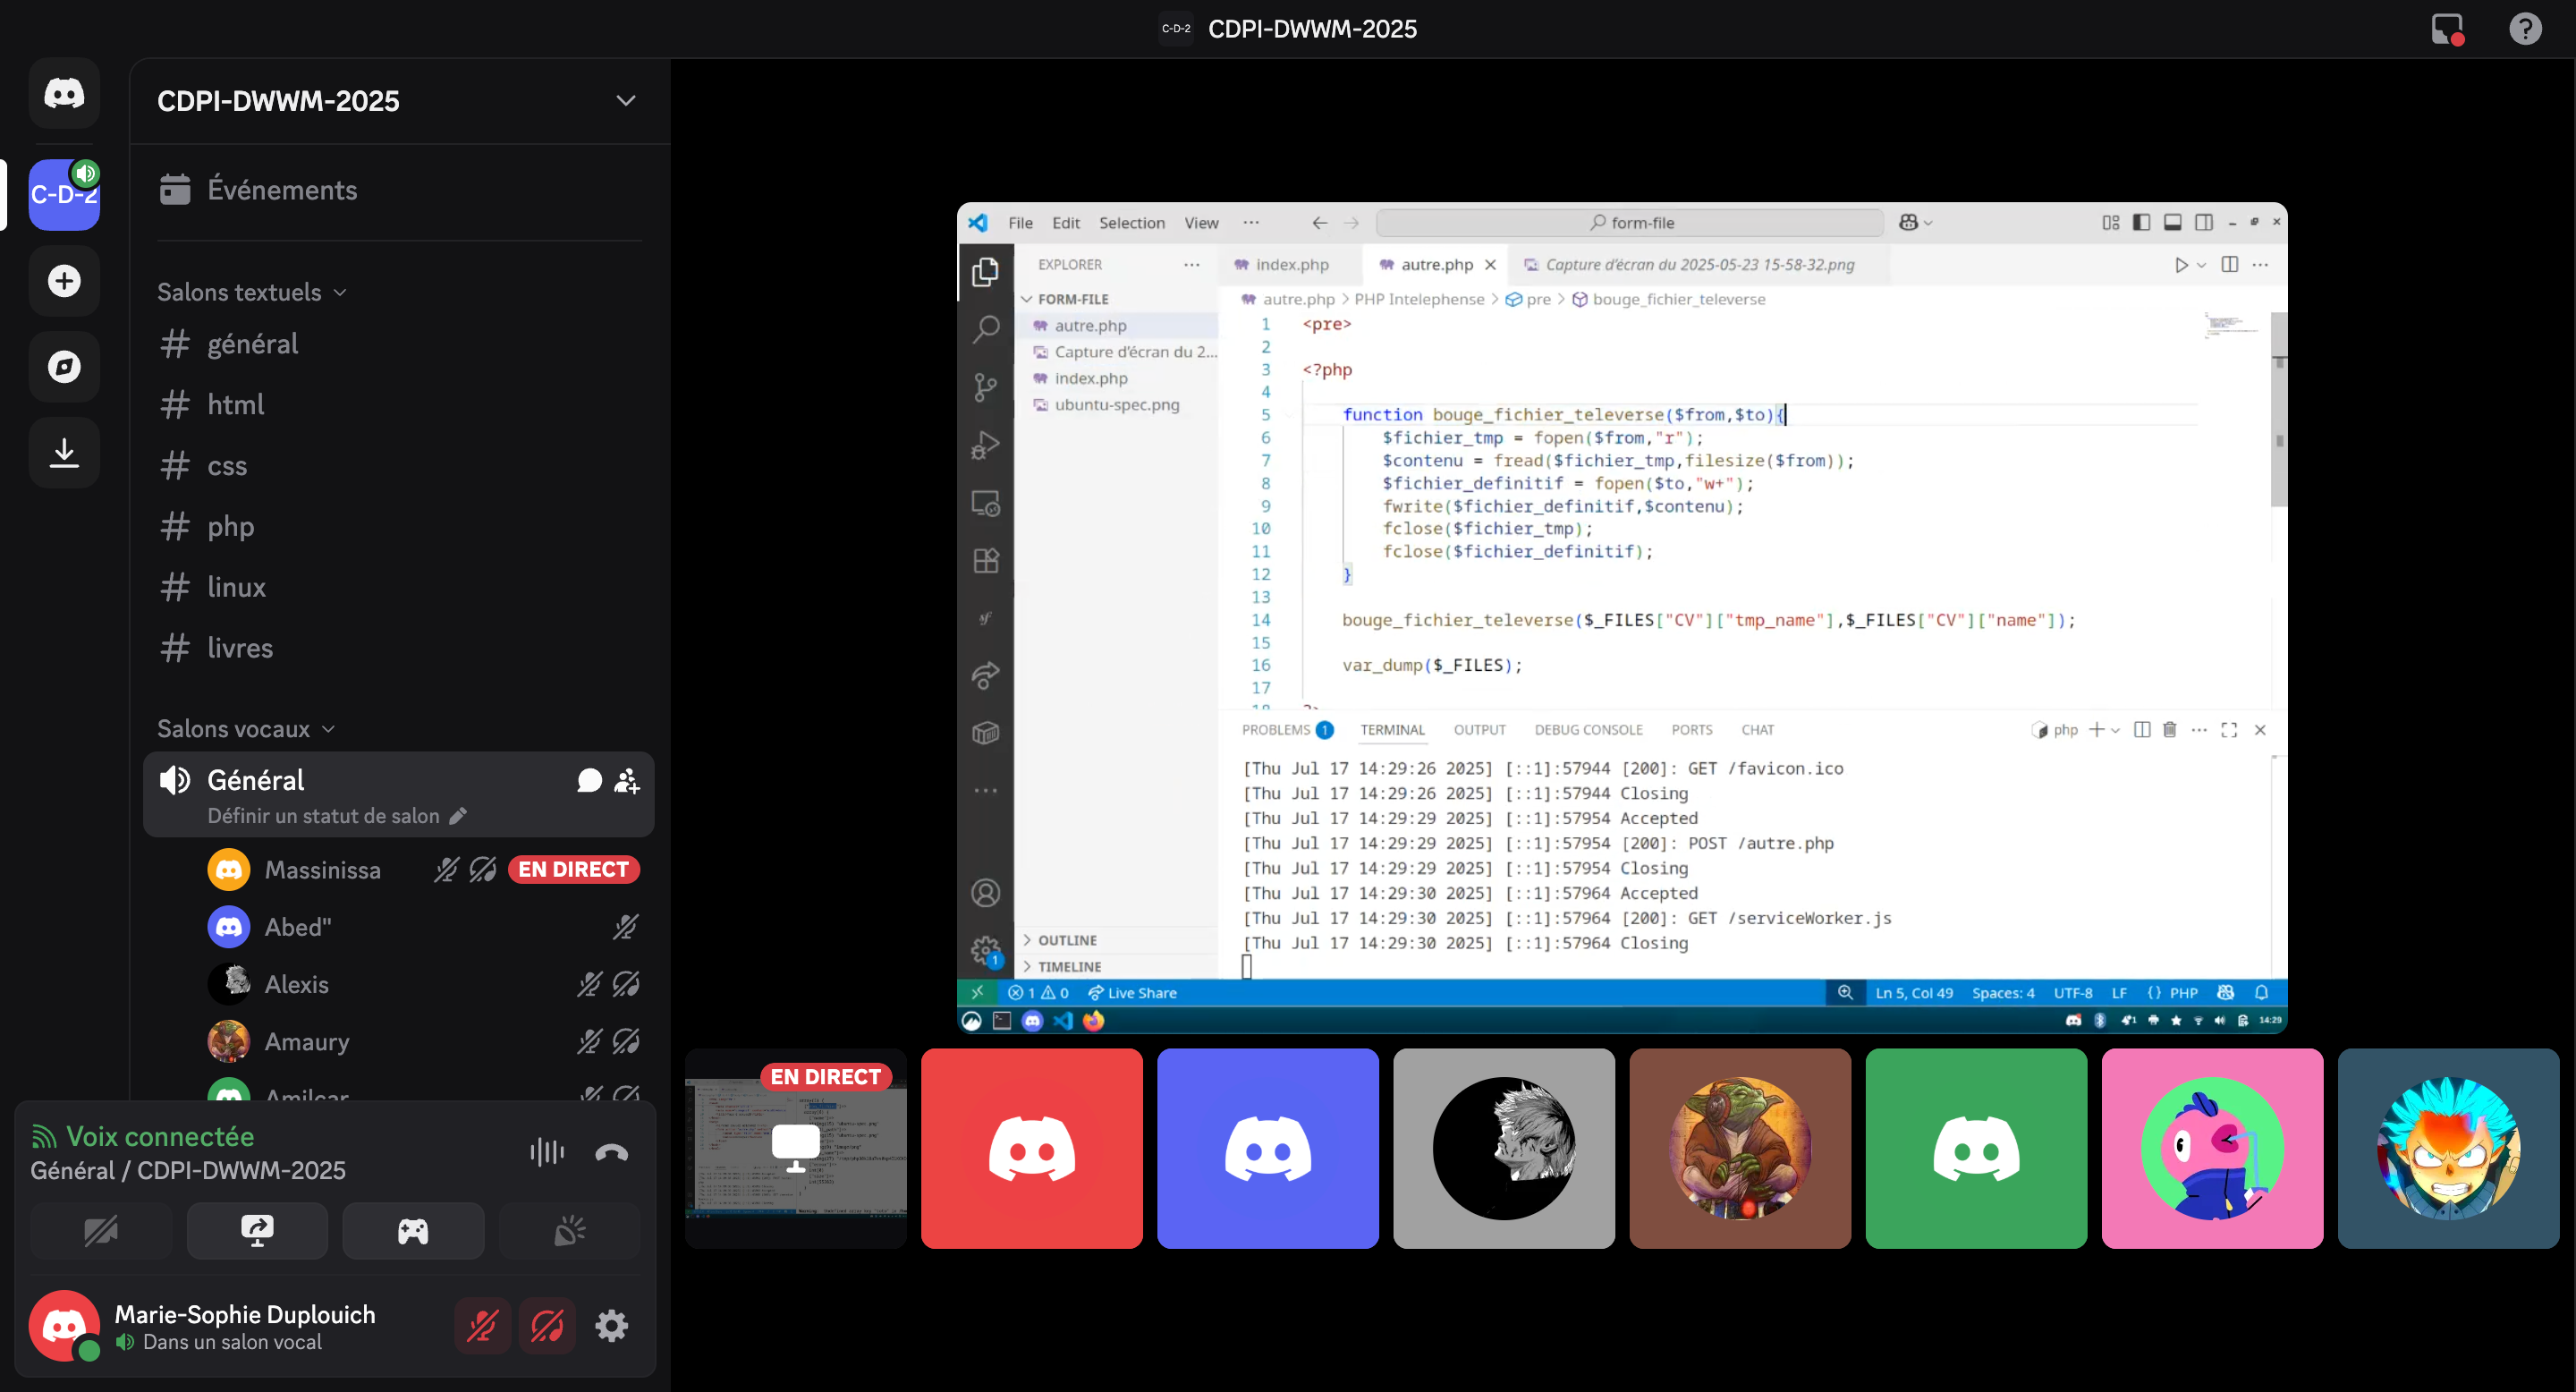 C-D-2 CDPI-DWWM-2025
C-D-2
CDPI-DWWM-2025
Événements
Salons textuels
# général
# html
# css
# php
# linux
# livres
Salons vocaux
Général
Définir un statut de salon
Massinissa EN DIRECT
Abed"
Alexis
Amaury
Amilcar
Voix connectée
Général / CDPI-DWWM-2025
Marie-Sophie Duplouich
Dans un salon vocal
File Edit Selection View ··· form-file
EXPLORER ···
FORM-FILE
autre.php
Capture d'écran du 2...
index.php
ubuntu-spec.png
OUTLINE
TIMELINE
index.php autre.php Capture d'écran du 2025-05-23 15-58-32.png
autre.php > PHP Intelephense > pre > bouge_fichier_televerse
1 <pre>
2
3 <?php
4
5 function bouge_fichier_televerse($from,$to){
6 $fichier_tmp = fopen($from,"r");
7 $contenu = fread($fichier_tmp,filesize($from));
8 $fichier_definitif = fopen($to,"w+");
9 fwrite($fichier_definitif,$contenu);
10 fclose($fichier_tmp);
11 fclose($fichier_definitif);
12 }
13
14 bouge_fichier_televerse($_FILES["CV"]["tmp_name"],$_FILES["CV"]["name"]);
15
16 var_dump($_FILES);
17
18 ?>
PROBLEMS 1 TERMINAL OUTPUT DEBUG CONSOLE PORTS CHAT php
[Thu Jul 17 14:29:26 2025] [::1]:57944 [200]: GET /favicon.ico
[Thu Jul 17 14:29:26 2025] [::1]:57944 Closing
[Thu Jul 17 14:29:29 2025] [::1]:57954 Accepted
[Thu Jul 17 14:29:29 2025] [::1]:57954 [200]: POST /autre.php
[Thu Jul 17 14:29:29 2025] [::1]:57954 Closing
[Thu Jul 17 14:29:30 2025] [::1]:57964 Accepted
[Thu Jul 17 14:29:30 2025] [::1]:57964 [200]: GET /serviceWorker.js
[Thu Jul 17 14:29:30 2025] [::1]:57964 Closing
1
1 0 Live Share Ln 5, Col 49 Spaces: 4 UTF-8 LF {} PHP
14:29
EN DIRECT